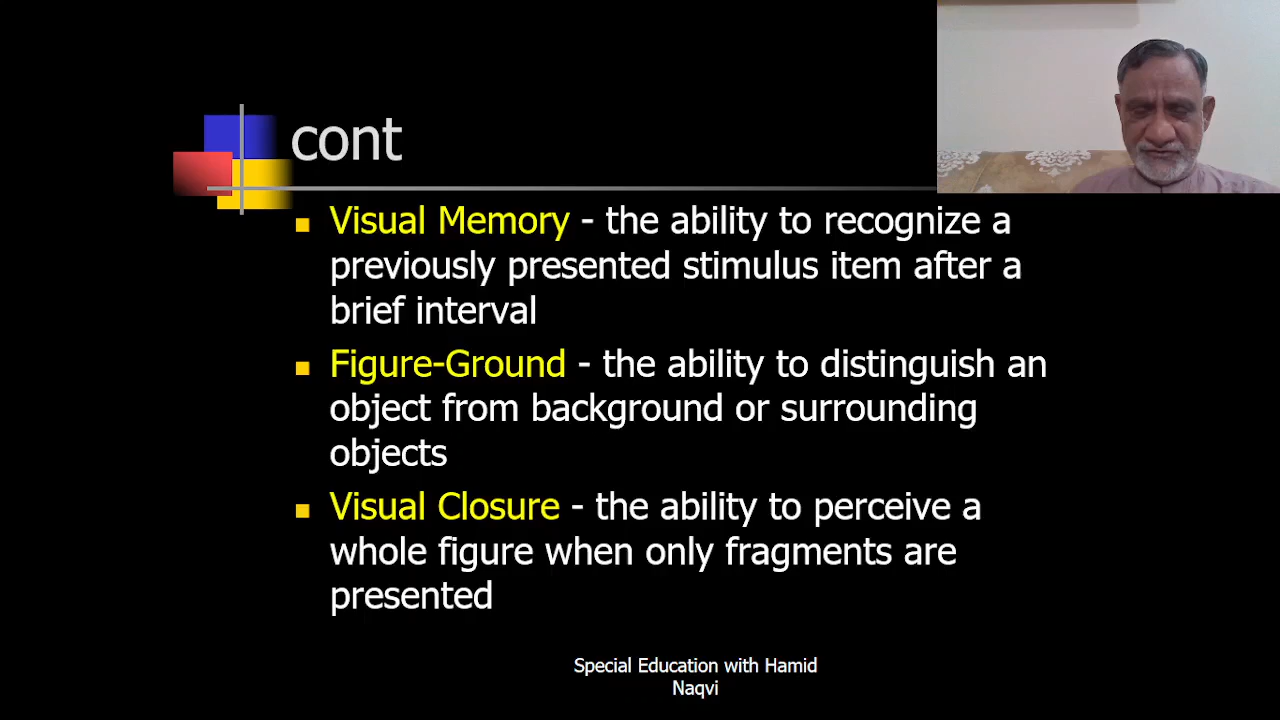 cont
Visual Memory - the ability to recognize a
previously presented stimulus item after a
brief interval
Figure-Ground - the ability to distinguish an
object from background or surrounding
objects
Visual Closure - the ability to perceive a
whole figure when only fragments are
presented
Special Education with Hamid
Naqvi